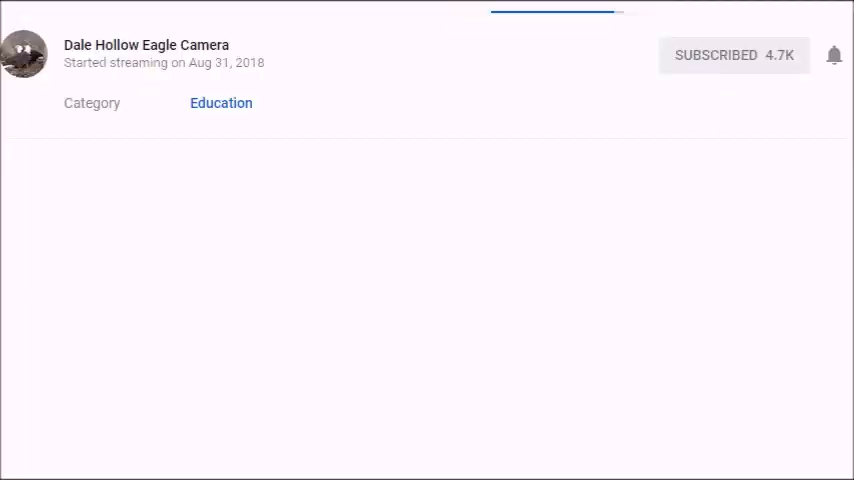 Dale Hollow Eagle Camera
SUBSCRIBED 4.7K
Started streaming on Aug 31, 2018
Category Education